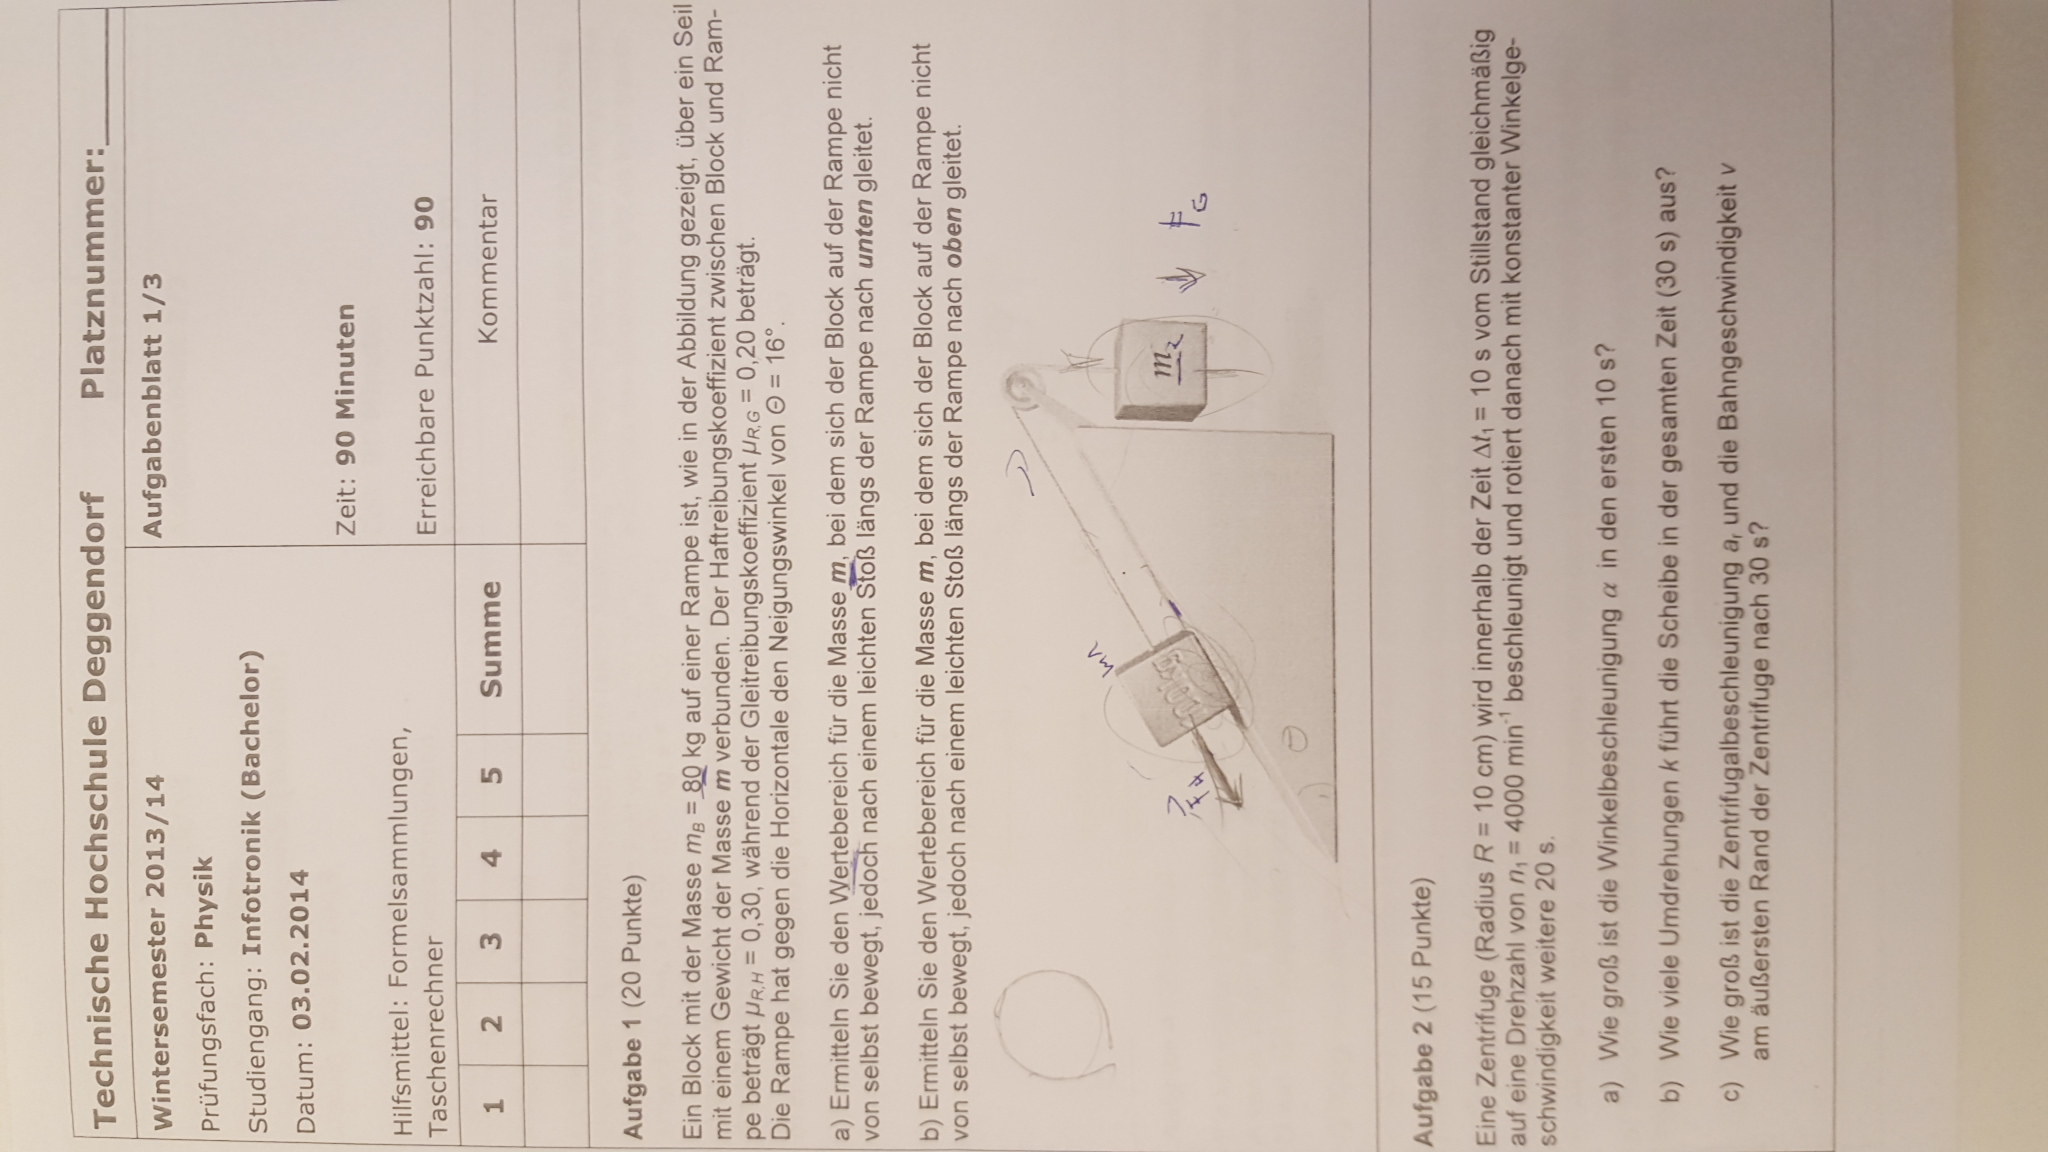 Technische Hochschule Deggendorf Platznummer:
Wintersemester 2013/14
Prüfungsfach: Physik
Studiengang: Infotronik (Bachelor)
Datum: 03.02.2014
Hilfsmittel: Formelsammlungen,
Taschenrechner
Aufgabenblatt 1/3
Zeit: 90 Minuten
Erreichbare Punktzahl: 90
1 2 3 4 5 Summe Kommentar
Aufgabe 1 (20 Punkte)
Ein Block mit der Masse m_B = 80 kg auf einer Rampe ist, wie in der Abbildung gezeigt, über ein Seil
mit einem Gewicht der Masse m verbunden. Der Haftreibungskoeffizient zwischen Block und Ram-
pe beträgt μ_R,H = 0,30, während der Gleitreibungskoeffizient μ_R,G = 0,20 beträgt.
Die Rampe hat gegen die Horizontale den Neigungswinkel von Θ = 16°.
a) Ermitteln Sie den Wertebereich für die Masse m, bei dem sich der Block auf der Rampe nicht
von selbst bewegt, jedoch nach einem leichten Stoß längs der Rampe nach unten gleitet.
b) Ermitteln Sie den Wertebereich für die Masse m, bei dem sich der Block auf der Rampe nicht
von selbst bewegt, jedoch nach einem leichten Stoß längs der Rampe nach oben gleitet.
m1
100 kg
F_H
m_2
F_G
Θ
Aufgabe 2 (15 Punkte)
Eine Zentrifuge (Radius R = 10 cm) wird innerhalb der Zeit Δt₁ = 10 s vom Stillstand gleichmäßig
auf eine Drehzahl von n₁ = 4000 min⁻¹ beschleunigt und rotiert danach mit konstanter Winkelge-
schwindigkeit weitere 20 s.
a) Wie groß ist die Winkelbeschleunigung α in den ersten 10 s?
b) Wie viele Umdrehungen k führt die Scheibe in der gesamten Zeit (30 s) aus?
c) Wie groß ist die Zentrifugalbeschleunigung a_r und die Bahngeschwindigkeit v
am äußersten Rand der Zentrifuge nach 30 s?